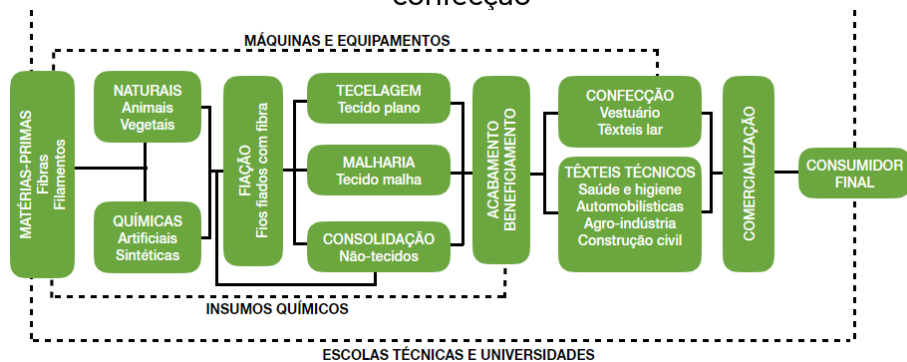 confecção
MÁQUINAS E EQUIPAMENTOS
MATÉRIAS-PRIMAS
Fibras
Filamentos
NATURAIS
Animais
Vegetais
QUÍMICAS
Artificiais
Sintéticas
FIAÇÃO
Fios fiados com fibra
TECELAGEM
Tecido plano
MALHARIA
Tecido malha
CONSOLIDAÇÃO
Não-tecidos
ACABAMENTO
BENEFICIAMENTO
CONFECÇÃO
Vestuário
Têxteis lar
TÊXTEIS TÉCNICOS
Saúde e higiene
Automobilísticas
Agro-indústria
Construção civil
COMERCIALIZAÇÃO
CONSUMIDOR
FINAL
INSUMOS QUÍMICOS
ESCOLAS TÉCNICAS E UNIVERSIDADES